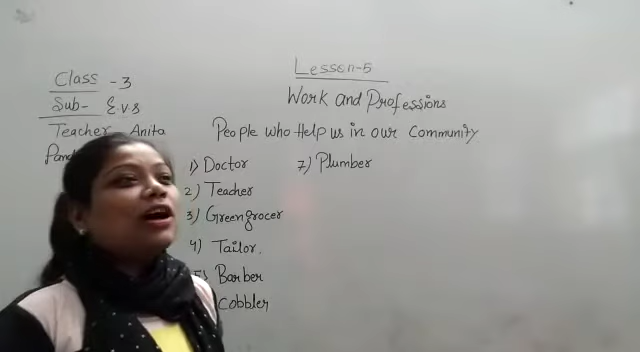 Class - 3
Sub- E.V.S
Teacher Anita
Lesson-5
Work and Professions
People who Help us in our Community
1) Doctor
2) Teacher
3) Greengrocer
4) Tailor.
5) Barber
Cobbler
7) Plumber